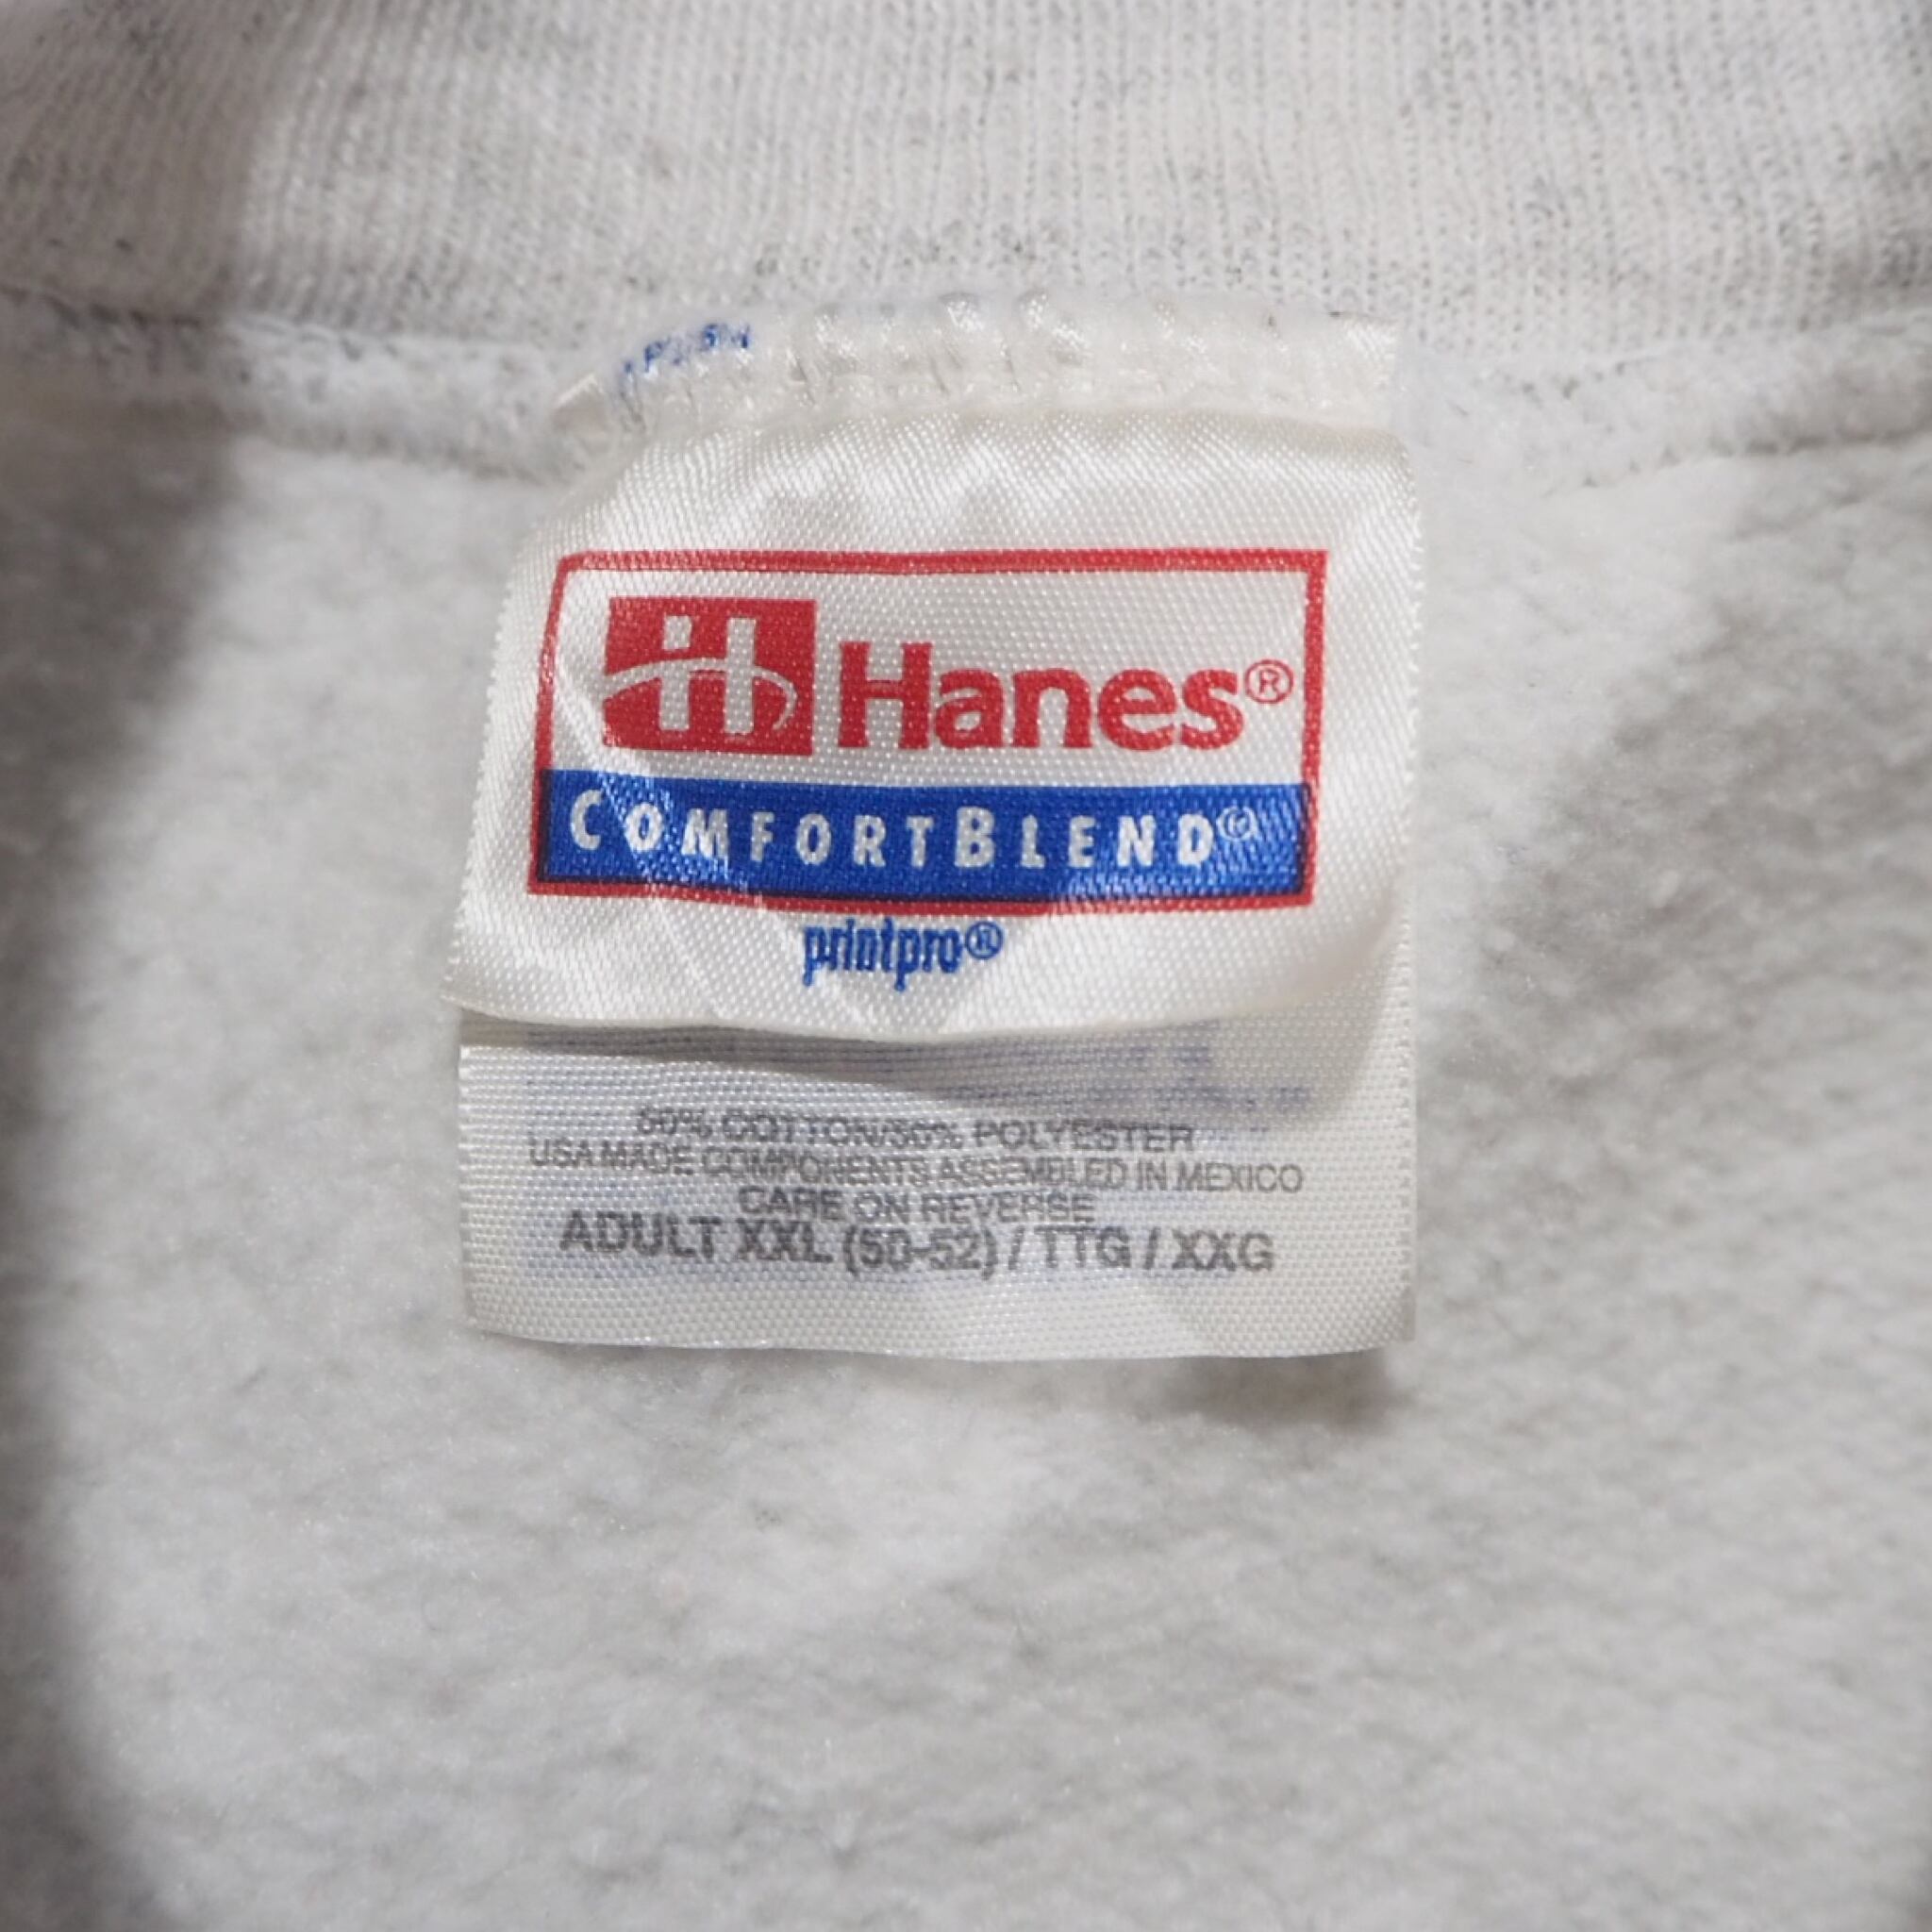 Hanes®
COMFORTBLEND®
printpro®
50% COTTON/50% POLYESTER
USA MADE COMPONENTS ASSEMBLED IN MEXICO
CARE ON REVERSE
ADULT XXL (50-52) / TTG / XXG